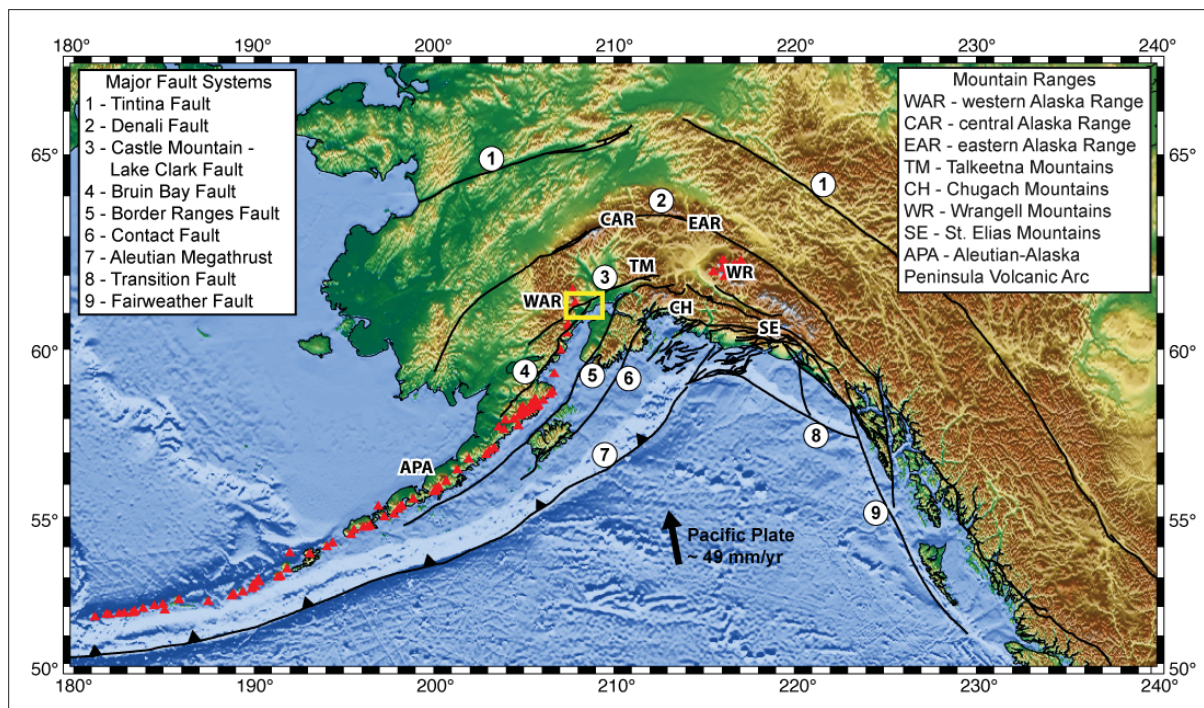 180° 190° 200° 210° 220° 230° 240°
Major Fault Systems
1 - Tintina Fault
2 - Denali Fault
3 - Castle Mountain -
Lake Clark Fault
4 - Bruin Bay Fault
5 - Border Ranges Fault
6 - Contact Fault
7 - Aleutian Megathrust
8 - Transition Fault
9 - Fairweather Fault
Mountain Ranges
WAR - western Alaska Range
CAR - central Alaska Range
EAR - eastern Alaska Range
TM - Talkeetna Mountains
CH - Chugach Mountains
WR - Wrangell Mountains
SE - St. Elias Mountains
APA - Aleutian-Alaska
Peninsula Volcanic Arc
65° 65°
1
1
2
CAR EAR
TM WR
3
WAR
CH
SE
60° 60°
4 5 6
8
7
APA
9
55° 55°
Pacific Plate
~ 49 mm/yr
50° 50°
180° 190° 200° 210° 220° 230° 240°